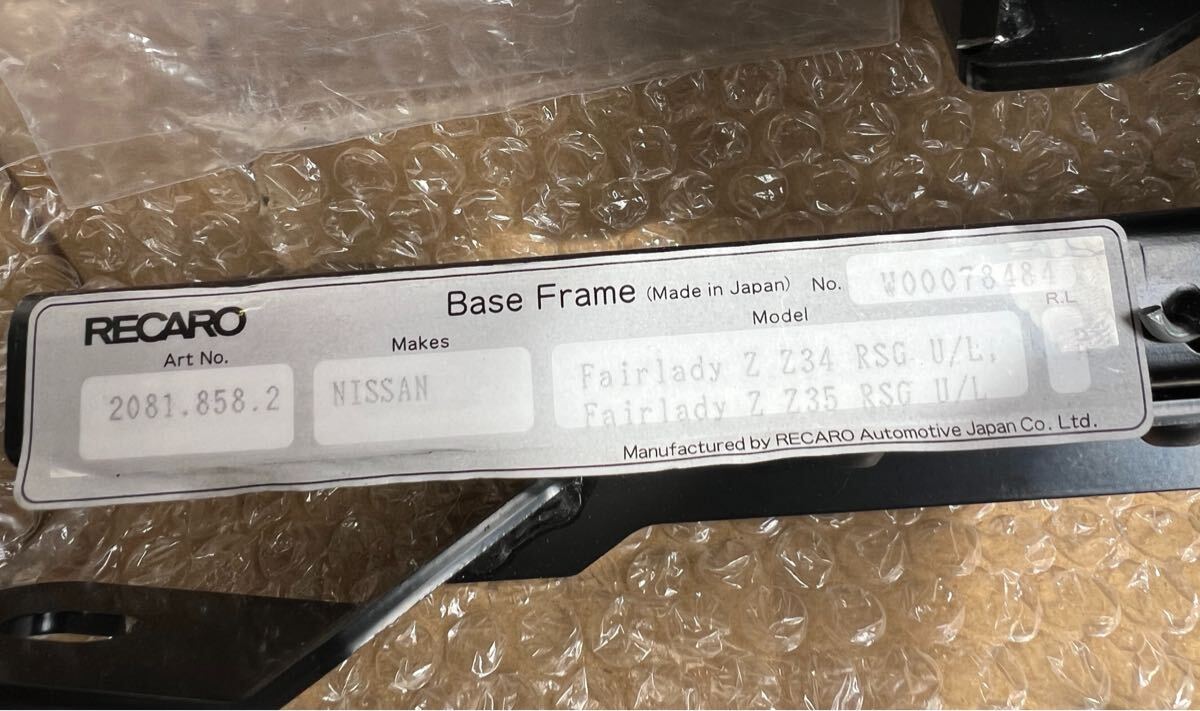 RECARO
Base Frame (Made in Japan) No. W00078484
Art No.
Makes
Model
R.L
2081.858.2
NISSAN
Fairlady Z Z34 RSG U/L,
Fairlady Z Z35 RSG U/L
Manufactured by RECARO Automotive Japan Co. Ltd.